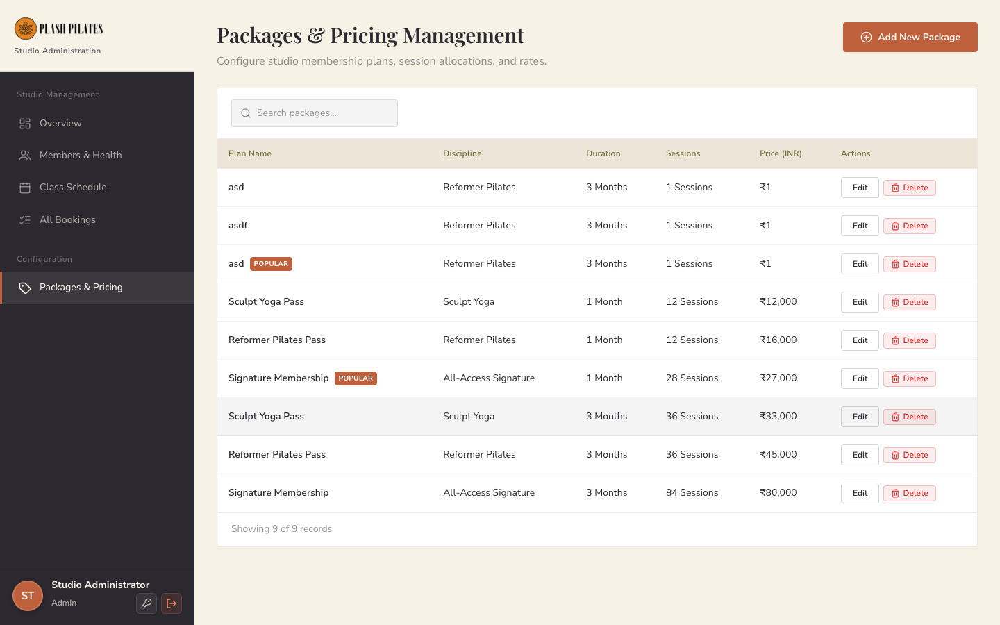 PLASH PILATES
Studio Administration
Studio Management
Overview
Members & Health
Class Schedule
All Bookings
Configuration
Packages & Pricing
ST
Studio Administrator
Admin
Packages & Pricing Management
Configure studio membership plans, session allocations, and rates.
Add New Package
Search packages...
Plan Name Discipline Duration Sessions Price (INR) Actions
asd Reformer Pilates 3 Months 1 Sessions ₹1 Edit Delete
asdf Reformer Pilates 3 Months 1 Sessions ₹1 Edit Delete
asd POPULAR Reformer Pilates 3 Months 1 Sessions ₹1 Edit Delete
Sculpt Yoga Pass Sculpt Yoga 1 Month 12 Sessions ₹12,000 Edit Delete
Reformer Pilates Pass Reformer Pilates 1 Month 12 Sessions ₹16,000 Edit Delete
Signature Membership POPULAR All-Access Signature 1 Month 28 Sessions ₹27,000 Edit Delete
Sculpt Yoga Pass Sculpt Yoga 3 Months 36 Sessions ₹33,000 Edit Delete
Reformer Pilates Pass Reformer Pilates 3 Months 36 Sessions ₹45,000 Edit Delete
Signature Membership All-Access Signature 3 Months 84 Sessions ₹80,000 Edit Delete
Showing 9 of 9 records